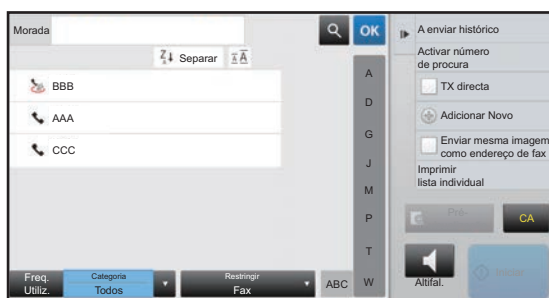 Morada
OK
Z Separar A A
BBB
AAA
CCC
A
D
G
J
M
P
T
W
Freq.
Utiliz.
Categoria
Todos
Restringir
Fax
ABC
A enviar histórico
Activar número
de procura
TX directa
Adicionar Novo
Enviar mesma imagem
como endereço de fax
Imprimir
lista individual
CA
Altifal.